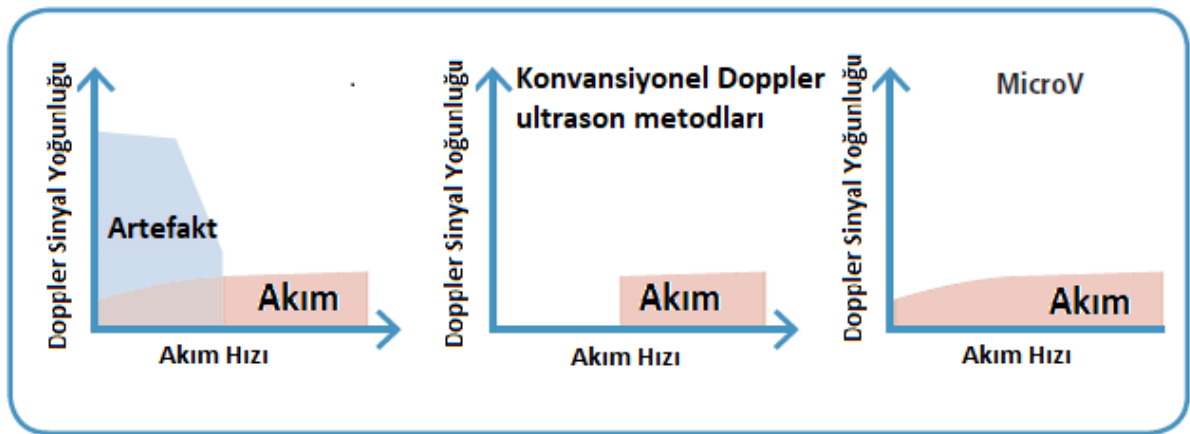 Doppler Sinyal Yoğunluğu
Artefakt
Akım
Akım Hızı
Doppler Sinyal Yoğunluğu
Konvansiyonel Doppler
ultrason metodları
Akım
Akım Hızı
Doppler Sinyal Yoğunluğu
MicroV
Akım
Akım Hızı